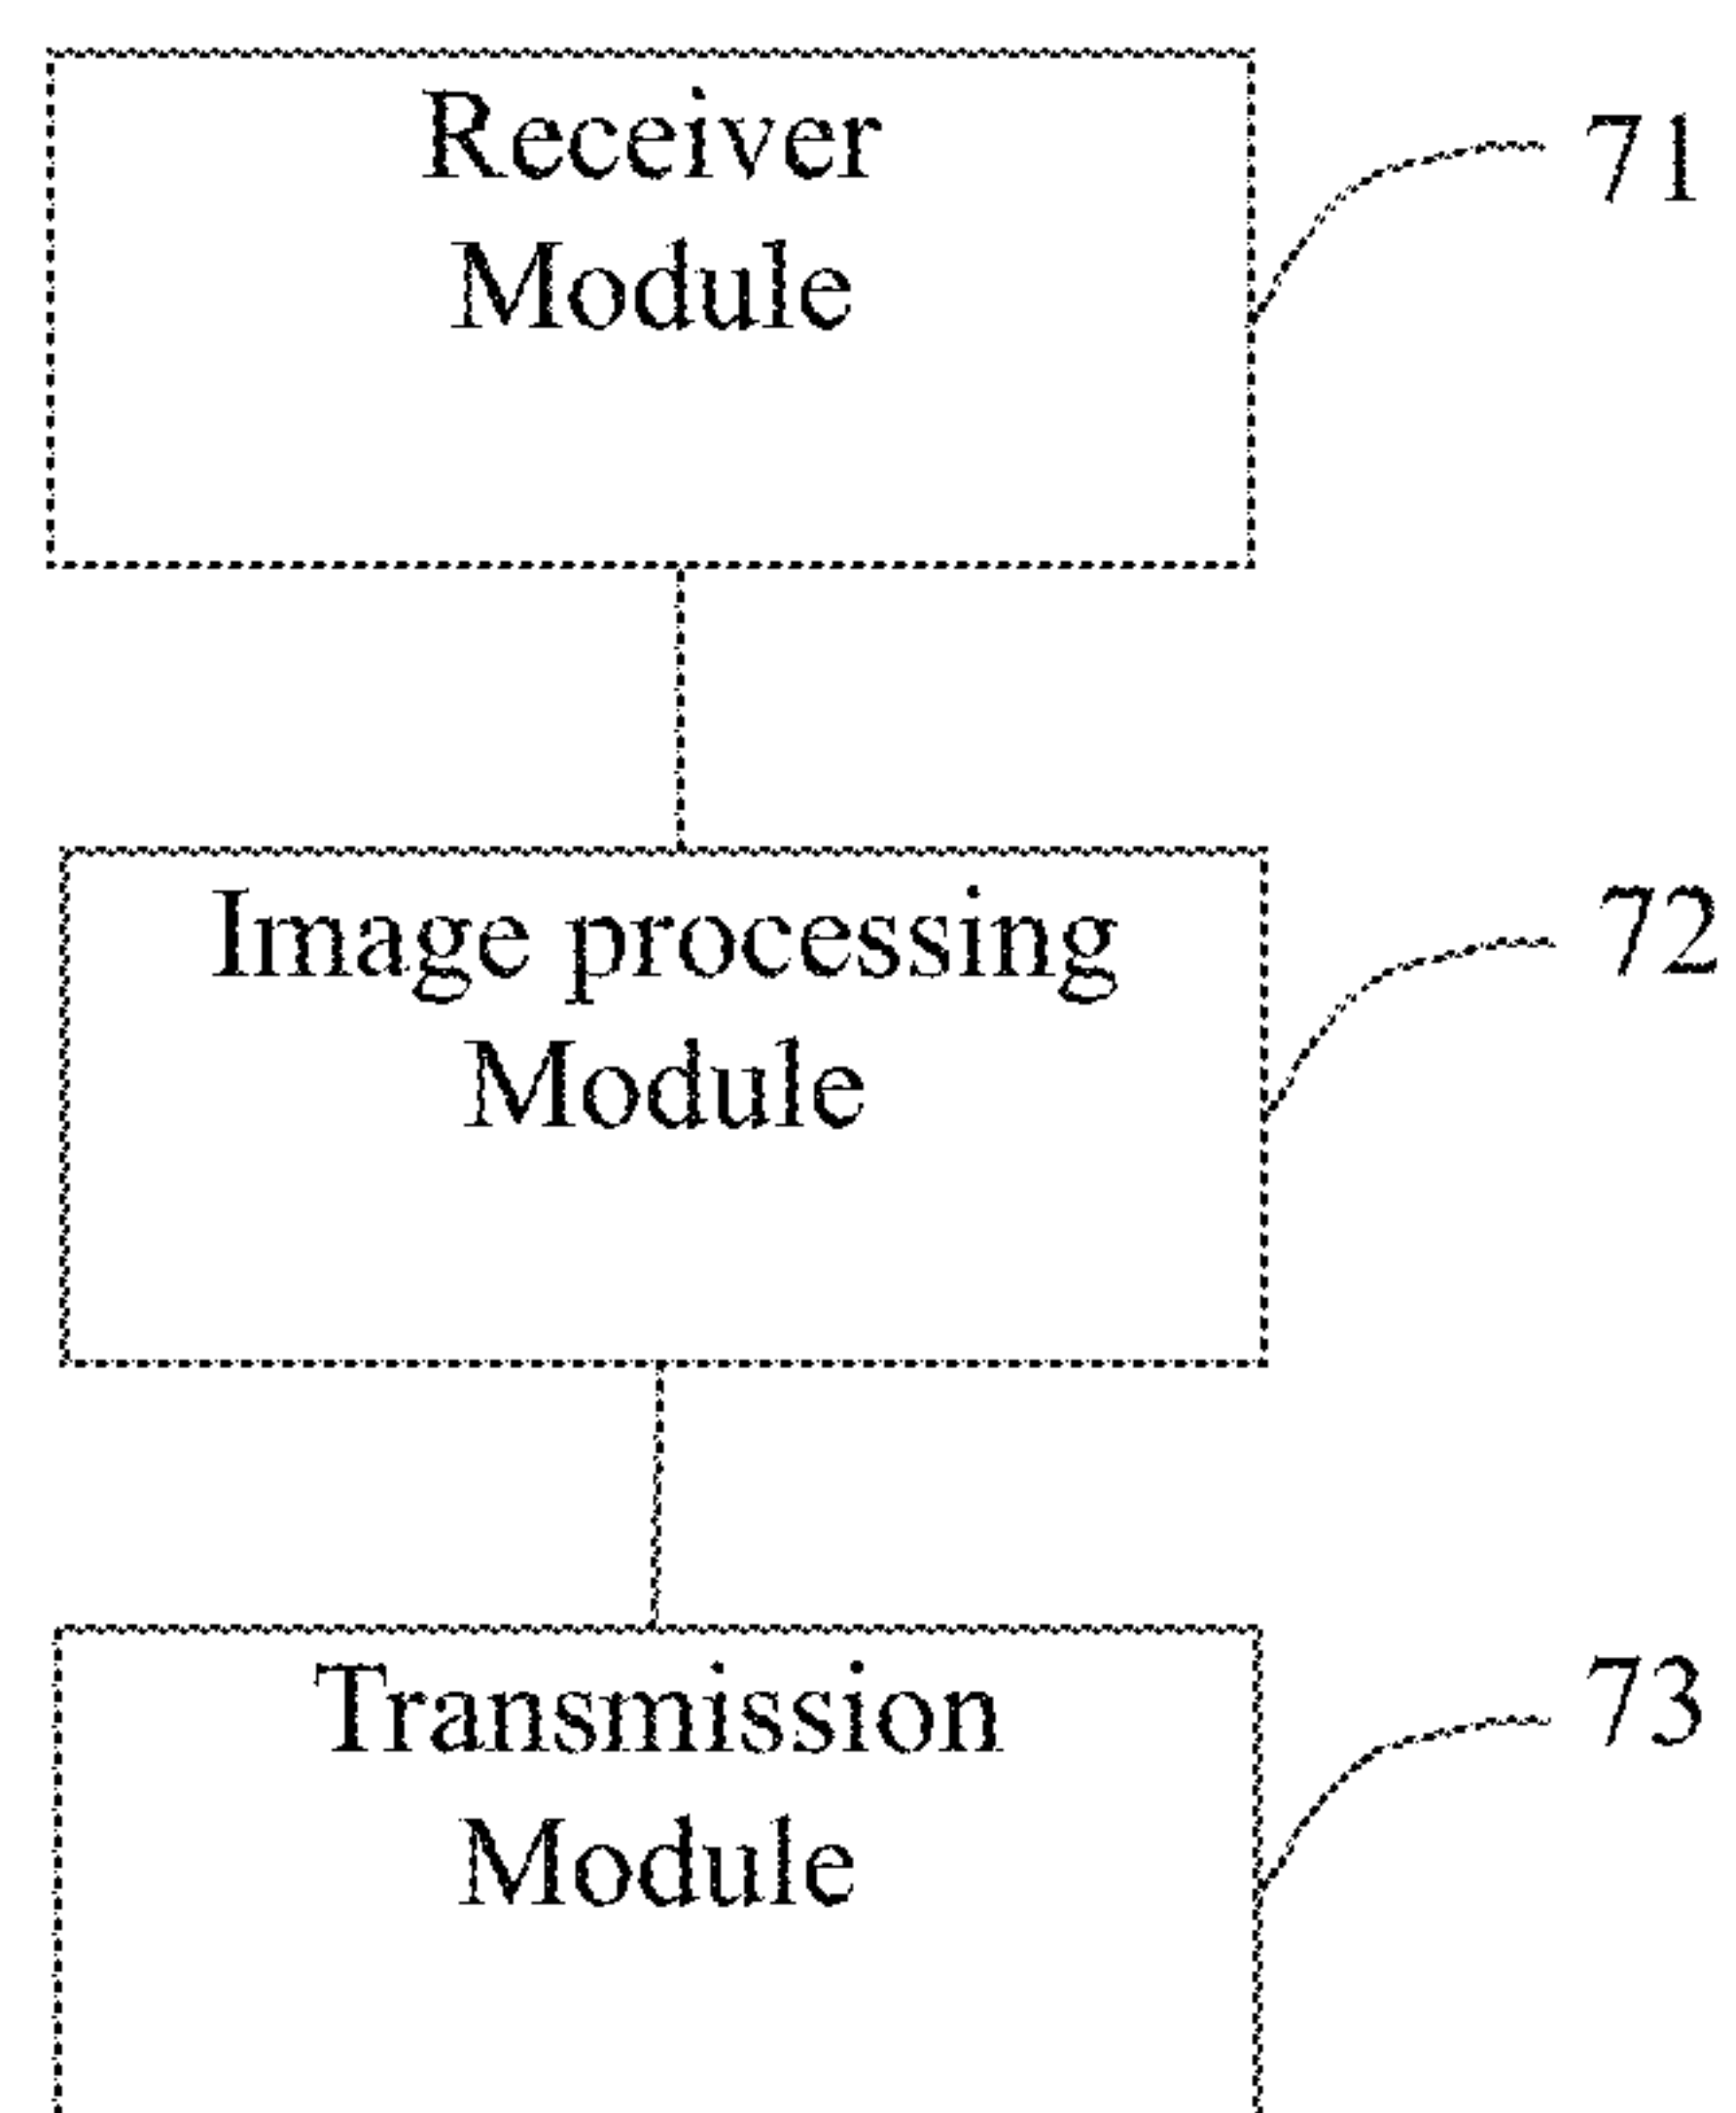 Receiver
Module
71
Image processing
Module
72
Transmission
Module
73